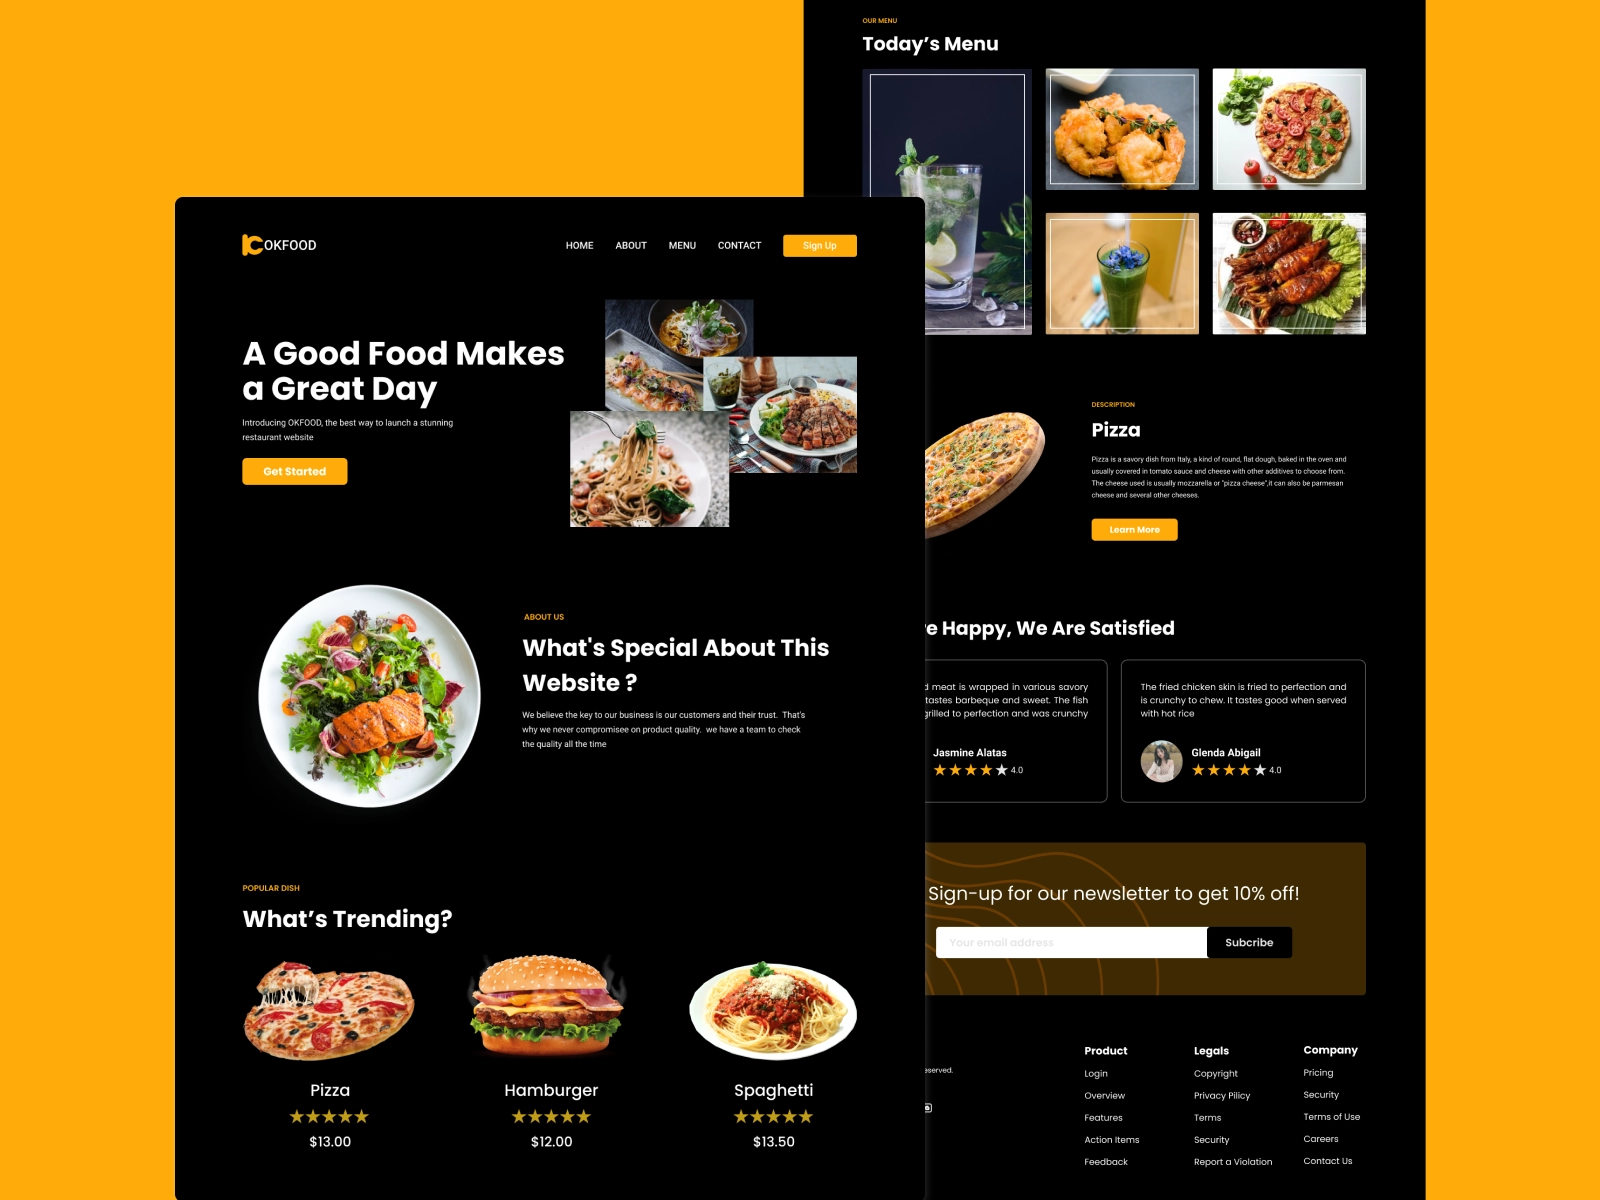 OKFOOD
HOME
ABOUT
MENU
CONTACT
Sign Up
A Good Food Makes
a Great Day
Introducing OKFOOD, the best way to launch a stunning
restaurant website
Get Started
ABOUT US
What's Special About This
Website ?
We believe the key to our business is our customers and their trust. That's
why we never compromisee on product quality. we have a team to check
the quality all the time
POPULAR DISH
What’s Trending?
Pizza
$13.00
Hamburger
$12.00
Spaghetti
$13.50
OUR MENU
Today’s Menu
DESCRIPTION
Pizza
Pizza is a savory dish from Italy, a kind of round, flat dough, baked in the oven and
usually covered in tomato sauce and cheese with other additives to choose from.
The cheese used is usually mozzarella or "pizza cheese",it can also be parmesan
cheese and several other cheeses.
Learn More
e Happy, We Are Satisfied
d meat is wrapped in various savory
tastes barbeque and sweet. The fish
grilled to perfection and was crunchy
Jasmine Alatas
4.0
The fried chicken skin is fried to perfection and
is crunchy to chew. It tastes good when served
with hot rice
Glenda Abigail
4.0
Sign-up for our newsletter to get 10% off!
Your email address
Subcribe
eserved.
Product
Login
Overview
Features
Action Items
Feedback
Legals
Copyright
Privacy Pilicy
Terms
Security
Report a Violation
Company
Pricing
Security
Terms of Use
Careers
Contact Us